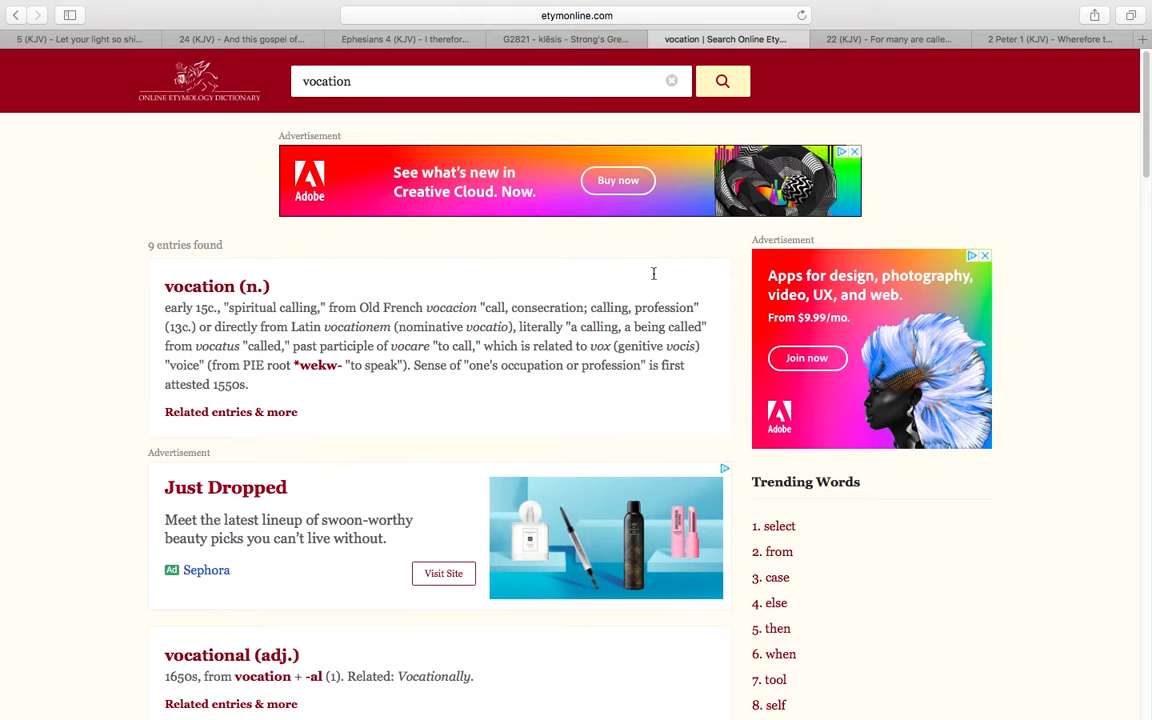 etymonline.com
5 (KJV) - Let your light so shi...
24 (KJV) - And this gospel of...
Ephesians 4 (KJV) - I therefor...
G2821 - klēsis - Strong's Gre...
vocation | Search Online Ety...
22 (KJV) - For many are calle...
2 Peter 1 (KJV) - Wherefore t...
ONLINE ETYMOLOGY DICTIONARY
vocation
Advertisement
Adobe
See what's new in
Creative Cloud. Now.
Buy now
9 entries found
vocation (n.)
early 15c., "spiritual calling," from Old French vocacion "call, consecration; calling, profession"
(13c.) or directly from Latin vocationem (nominative vocatio), literally "a calling, a being called"
from vocatus "called," past participle of vocare "to call," which is related to vox (genitive vocis)
"voice" (from PIE root *wekw- "to speak"). Sense of "one's occupation or profession" is first
attested 1550s.
Related entries & more
Advertisement
Just Dropped
Meet the latest lineup of swoon-worthy
beauty picks you can't live without.
Ad Sephora
Visit Site
vocational (adj.)
1650s, from vocation + -al (1). Related: Vocationally.
Related entries & more
Advertisement
Apps for design, photography,
video, UX, and web.
From $9.99/mo.
Join now
Adobe
Trending Words
1. select
2. from
3. case
4. else
5. then
6. when
7. tool
8. self